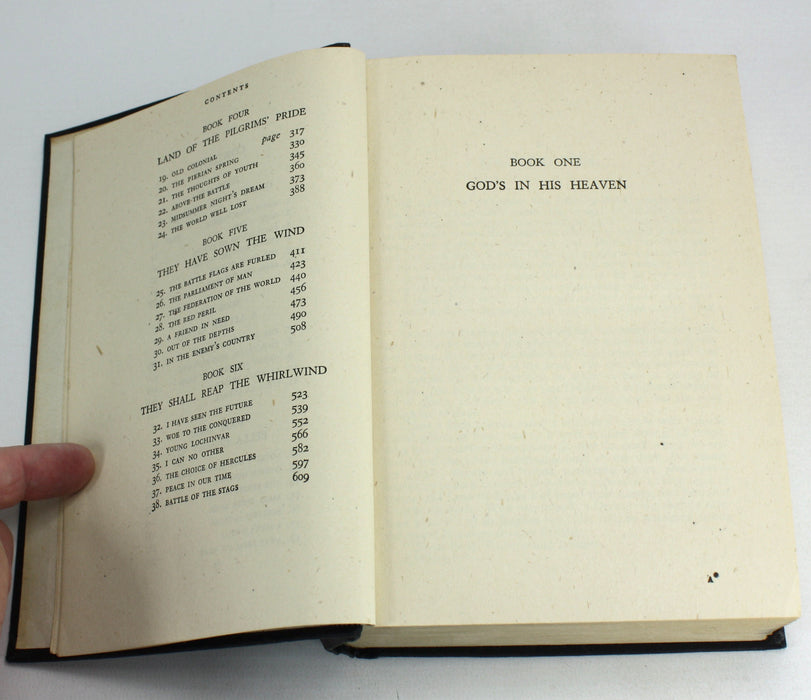 CONTENTS
BOOK FOUR
LAND OF THE PILGRIMS' PRIDE
page
19. OLD COLONIAL 317
20. THE PIERIAN SPRING 330
21. THE THOUGHTS OF YOUTH 345
22. ABOVE THE BATTLE 360
23. MIDSUMMER NIGHT'S DREAM 373
24. THE WORLD WELL LOST 388
BOOK FIVE
THEY HAVE SOWN THE WIND
25. THE BATTLE FLAGS ARE FURLED 411
26. THE PARLIAMENT OF MAN 423
27. THE FEDERATION OF THE WORLD 440
28. THE RED PERIL 456
29. A FRIEND IN NEED 473
30. OUT OF THE DEPTHS 490
31. IN THE ENEMY'S COUNTRY 508
BOOK SIX
THEY SHALL REAP THE WHIRLWIND
32. I HAVE SEEN THE FUTURE 523
33. WOE TO THE CONQUERED 539
34. YOUNG LOCHINVAR 552
35. I CAN NO OTHER 566
36. THE CHOICE OF HERCULES 582
37. PEACE IN OUR TIME 597
38. BATTLE OF THE STAGS 609
BOOK ONE
GOD'S IN HIS HEAVEN
A